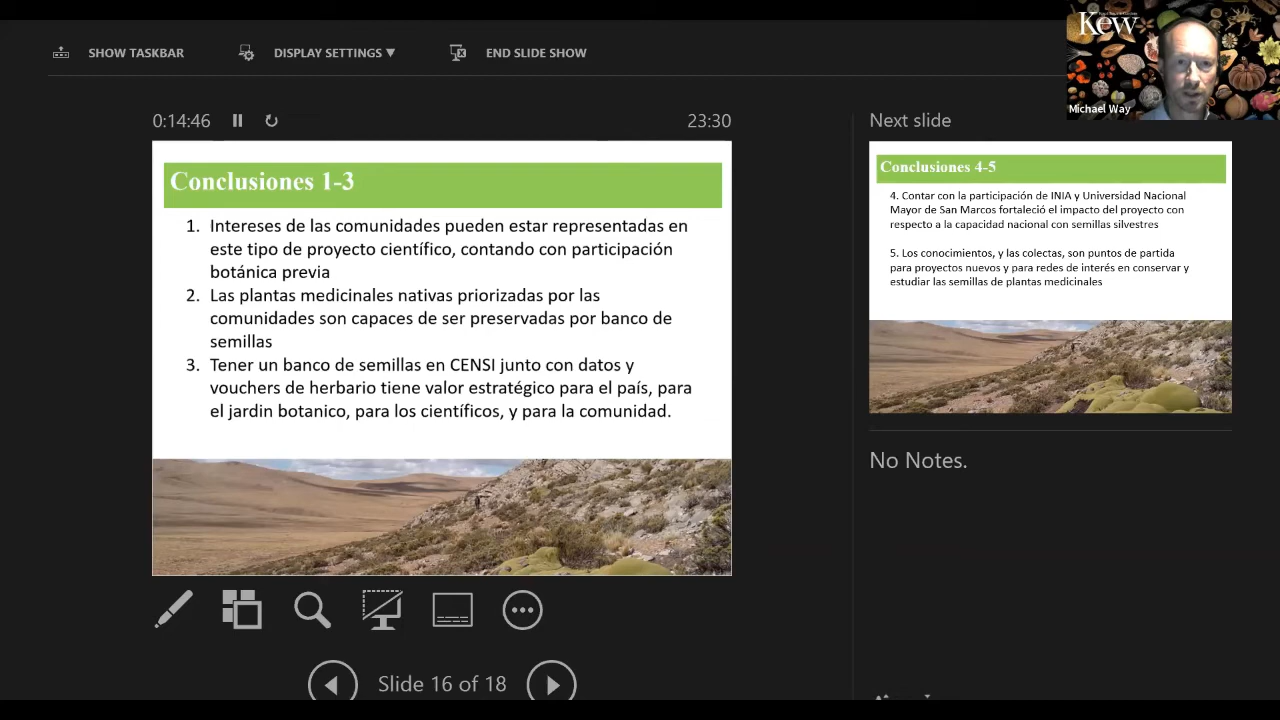 SHOW TASKBAR
DISPLAY SETTINGS ▼
END SLIDE SHOW
Kew
Michael Way
0:14:46
23:30
Next slide
Conclusiones 1-3
1. Intereses de las comunidades pueden estar representadas en
este tipo de proyecto científico, contando con participación
botánica previa
2. Las plantas medicinales nativas priorizadas por las
comunidades son capaces de ser preservadas por banco de
semillas
3. Tener un banco de semillas en CENSI junto con datos y
vouchers de herbario tiene valor estratégico para el país, para
el jardin botanico, para los científicos, y para la comunidad.
Conclusiones 4-5
4. Contar con la participación de INIA y Universidad Nacional
Mayor de San Marcos fortaleció el impacto del proyecto con
respecto a la capacidad nacional con semillas silvestres
5. Los conocimientos, y las colectas, son puntos de partida
para proyectos nuevos y para redes de interés en conservar y
estudiar las semillas de plantas medicinales
No Notes.
Slide 16 of 18